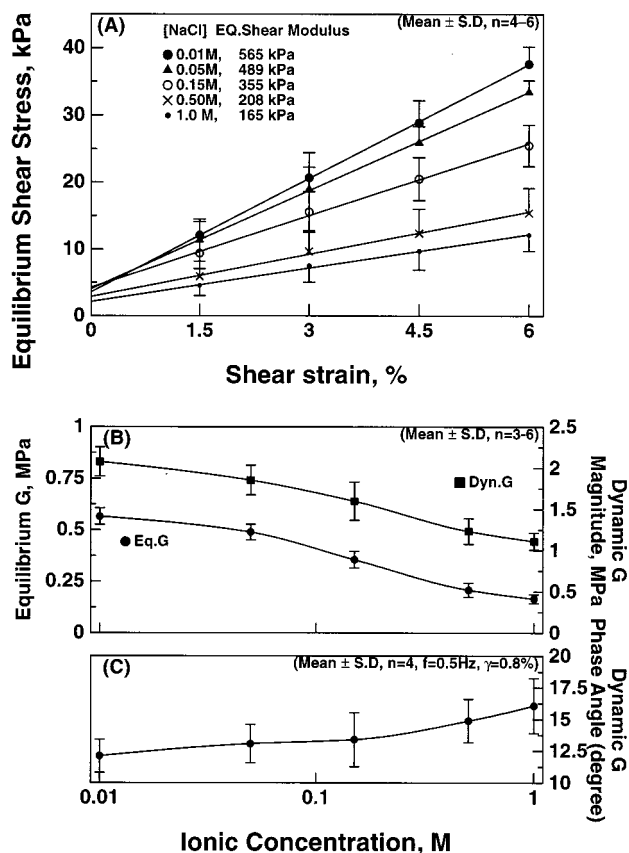 (A)
[NaCl] EQ.Shear Modulus
(Mean ± S.D, n=4–6)
0.01M, 565 kPa
0.05M, 489 kPa
0.15M, 355 kPa
0.50M, 208 kPa
1.0 M, 165 kPa
Equilibrium Shear Stress, kPa
40
30
20
10
0
0
1.5
3
4.5
6
Shear strain, %
(B)
(Mean ± S.D, n=3-6)
Dyn.G
Eq.G
Equilibrium G, MPa
1
0.75
0.5
0.25
0
2.5
2
1.5
1
0.5
0
Dynamic G
Magnitude, MPa
(C)
(Mean ± S.D, n=4, f=0.5Hz, γ=0.8%)
20
17.5
15
12.5
10
Dynamic G
Phase Angle (degree)
0.01
0.1
1
Ionic Concentration, M